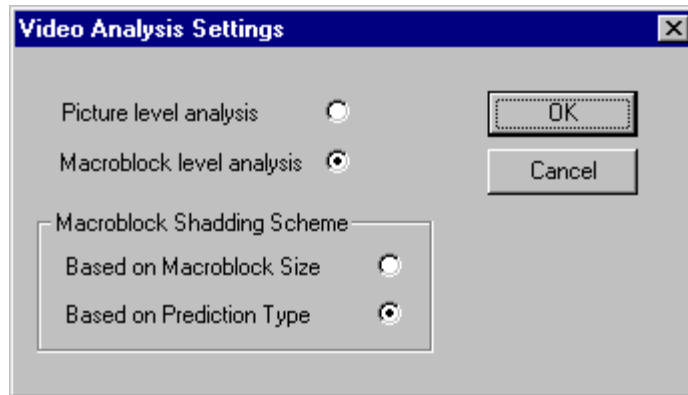 Video Analysis Settings
Picture level analysis
OK
Macroblock level analysis
Cancel
Macroblock Shadding Scheme
Based on Macroblock Size
Based on Prediction Type